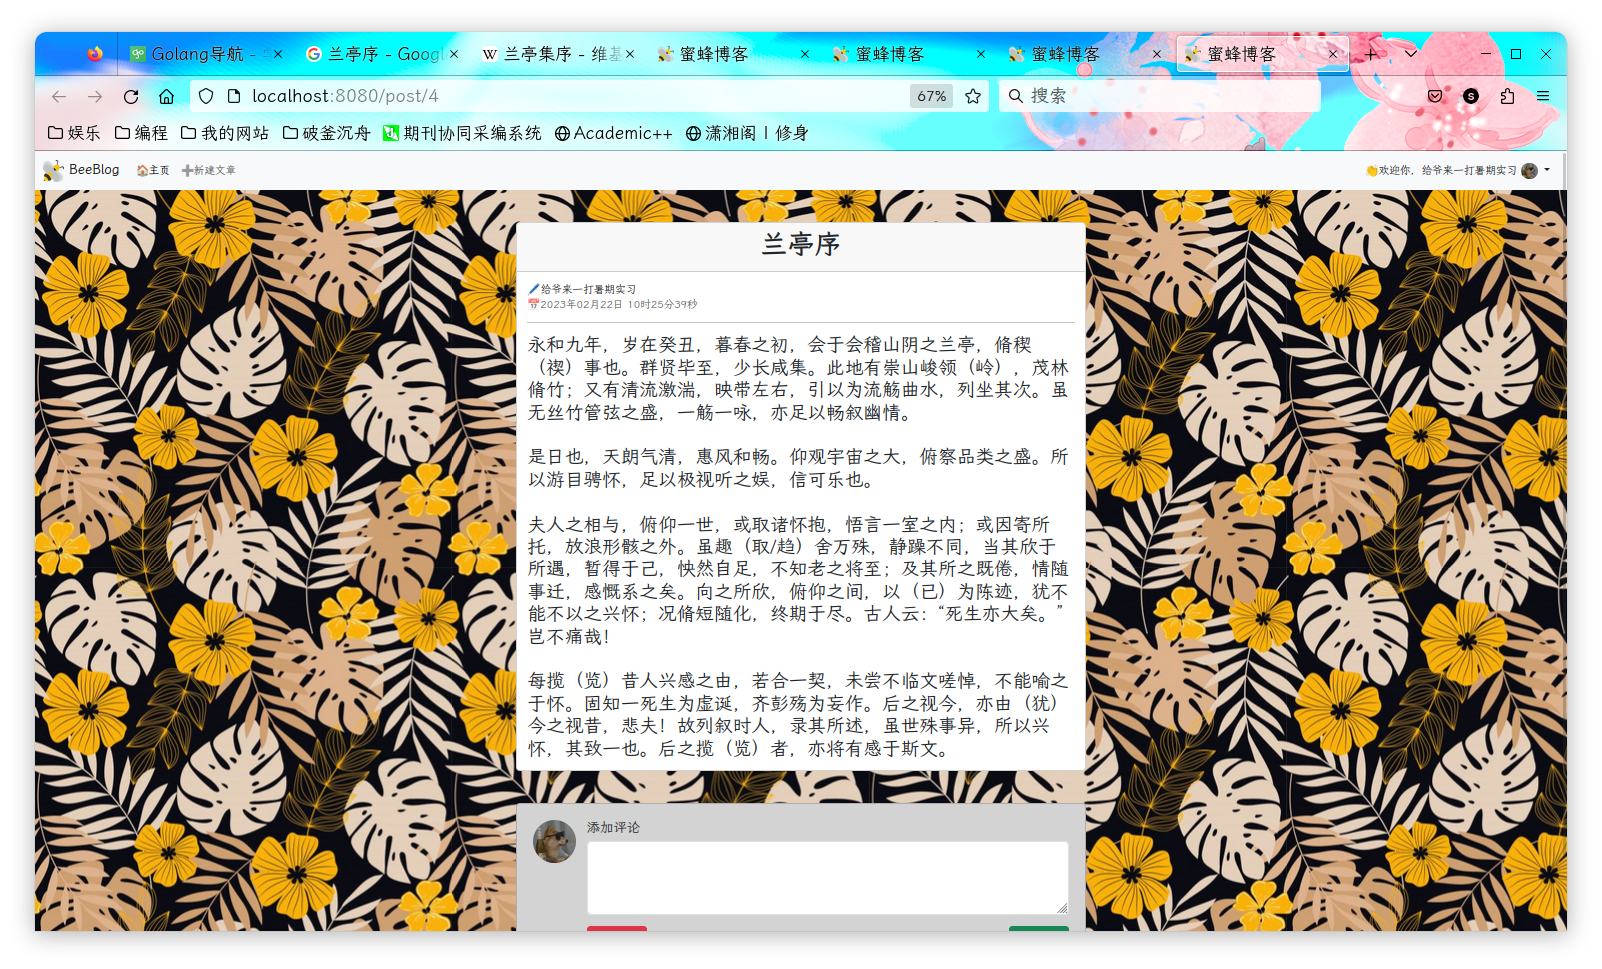 Golang导航 -
兰亭序 - Googl
兰亭集序 - 维基
蜜蜂博客
蜜蜂博客
蜜蜂博客
蜜蜂博客
localhost:8080/post/4
67%
搜索
娱乐
编程
我的网站
破釜沉舟
期刊协同采编系统
Academic++
潇湘阁丨修身
BeeBlog
🏠主页
➕新建文章
👏欢迎你，给爷来一打暑期实习
兰亭序
🖊️给爷来一打暑期实习
📅2023年02月22日 10时25分39秒
永和九年，岁在癸丑，暮春之初，会于会稽山阴之兰亭，脩稧
（禊）事也。群贤毕至，少长咸集。此地有崇山峻领（岭），茂林
脩竹；又有清流激湍，映带左右，引以为流觞曲水，列坐其次。虽
无丝竹管弦之盛，一觞一咏，亦足以畅叙幽情。
是日也，天朗气清，惠风和畅。仰观宇宙之大，俯察品类之盛。所
以游目骋怀，足以极视听之娱，信可乐也。
夫人之相与，俯仰一世，或取诸怀抱，悟言一室之内；或因寄所
托，放浪形骸之外。虽趣（取/趋）舍万殊，静躁不同，当其欣于
所遇，暂得于己，怏然自足，不知老之将至；及其所之既倦，情随
事迁，感慨系之矣。向之所欣，俯仰之间，以（已）为陈迹，犹不
能不以之兴怀；况脩短随化，终期于尽。古人云：“死生亦大矣。”
岂不痛哉！
每揽（览）昔人兴感之由，若合一契，未尝不临文嗟悼，不能喻之
于怀。固知一死生为虚诞，齐彭殇为妄作。后之视今，亦由（犹）
今之视昔，悲夫！故列叙时人，录其所述，虽世殊事异，所以兴
怀，其致一也。后之揽（览）者，亦将有感于斯文。
添加评论